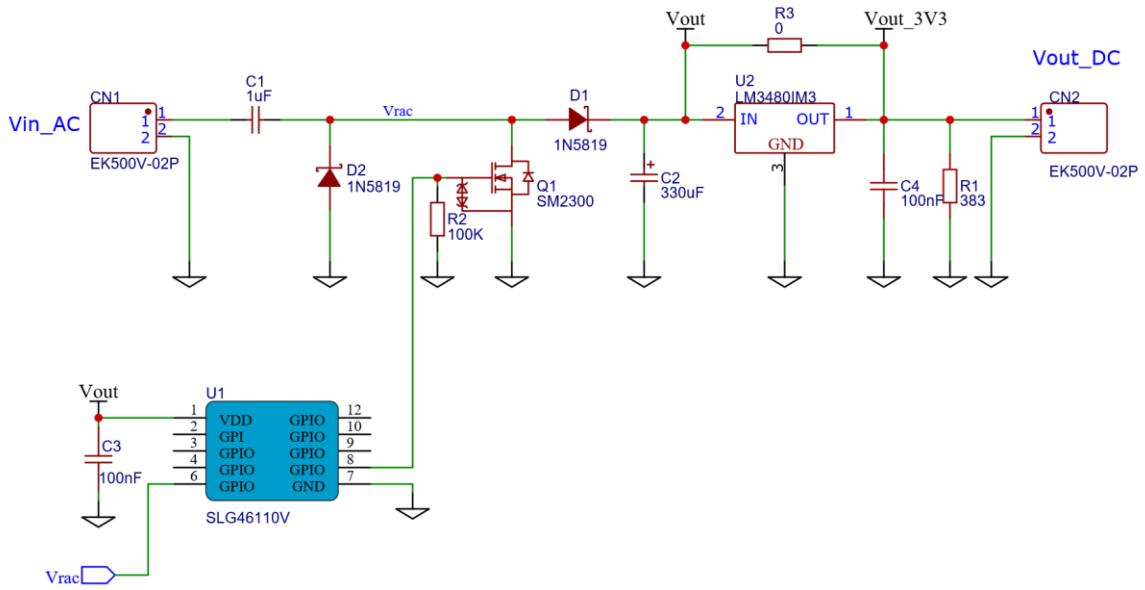 Vout
R3
0
Vout_3V3
Vout_DC
C1
1uF
U2
LM3480IM3
CN1
D1
CN2
Vin_AC
1
1
2
2
Vrac
2
IN
OUT
1
1
1
2
2
GND
1N5819
EK500V-02P
D2
1N5819
Q1
SM2300
C2
330uF
3
C4
100nF
R1
383
EK500V-02P
R2
100K
Vout
U1
1
VDD
GPIO
12
2
GPI
GPIO
10
3
GPIO
GPIO
9
4
GPIO
GPIO
8
6
GPIO
GND
7
C3
100nF
SLG46110V
Vrac